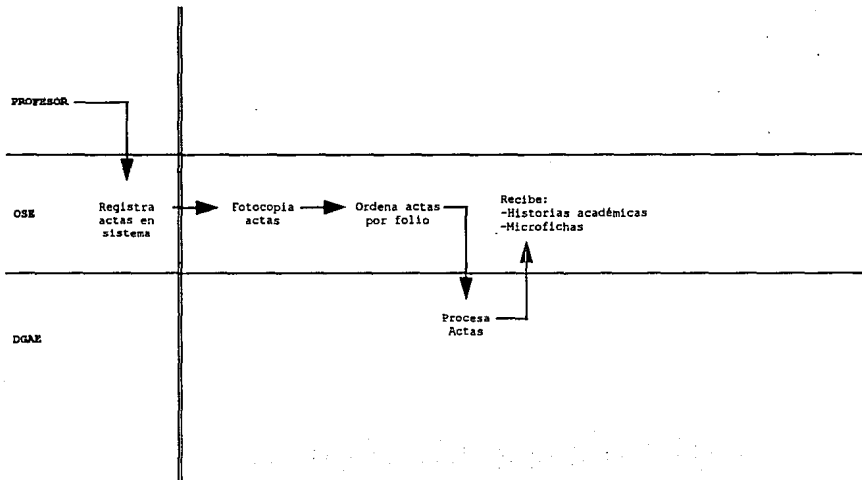 PROFESOR
OSE
Registra
actas en
sistema
Fotocopia
actas
Ordena actas
por folio
Recibe:
-Historias académicas
-Microfichas
Procesa
Actas
DGAE